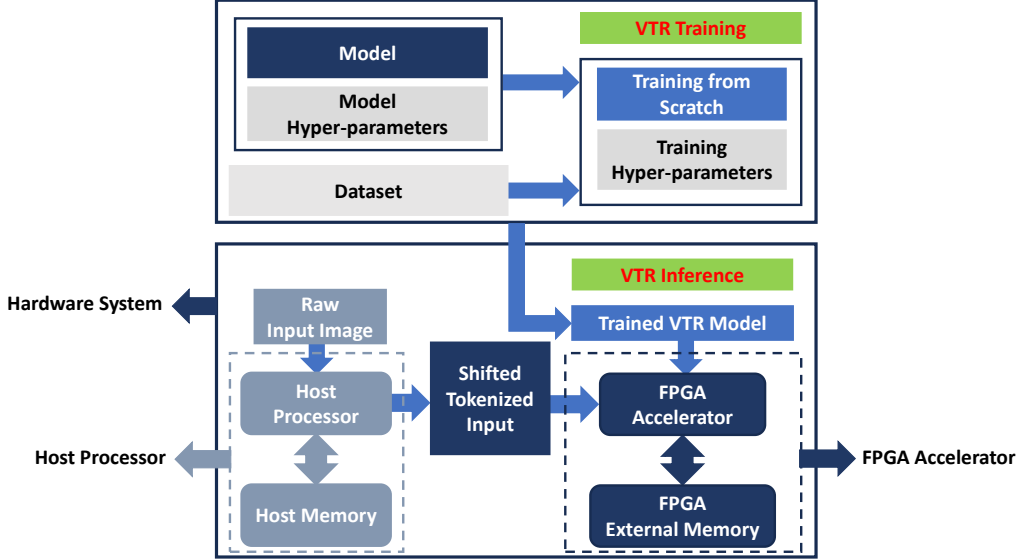 VTR Training
Model
Model
Hyper-parameters
Training from
Scratch
Training
Hyper-parameters
Dataset
VTR Inference
Hardware System
Raw
Input Image
Trained VTR Model
Host
Processor
Shifted
Tokenized
Input
FPGA
Accelerator
Host Processor
FPGA Accelerator
Host Memory
FPGA
External Memory